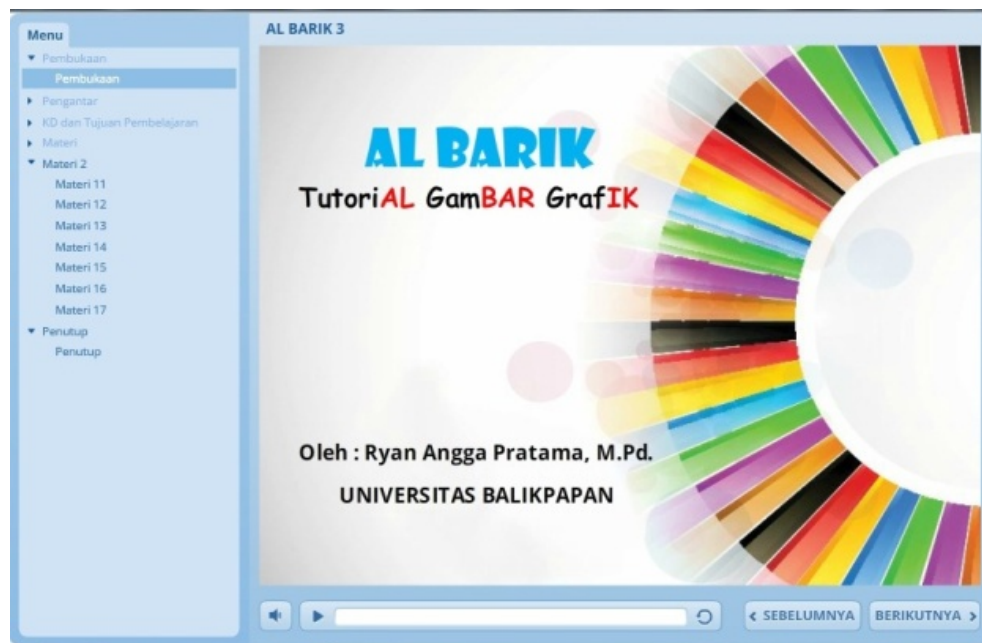 Menu
Pembukaan
Pembukaan
Pengantar
KD dan Tujuan Pembelajaran
Materi
Materi 2
Materi 11
Materi 12
Materi 13
Materi 14
Materi 15
Materi 16
Materi 17
Penutup
Penutup
AL BARIK 3
AL BARIK
TutoriAL GamBAR GrafIK
Oleh : Ryan Angga Pratama, M.Pd.
UNIVERSITAS BALIKPAPAN
SEBELUMNYA
BERIKUTNYA